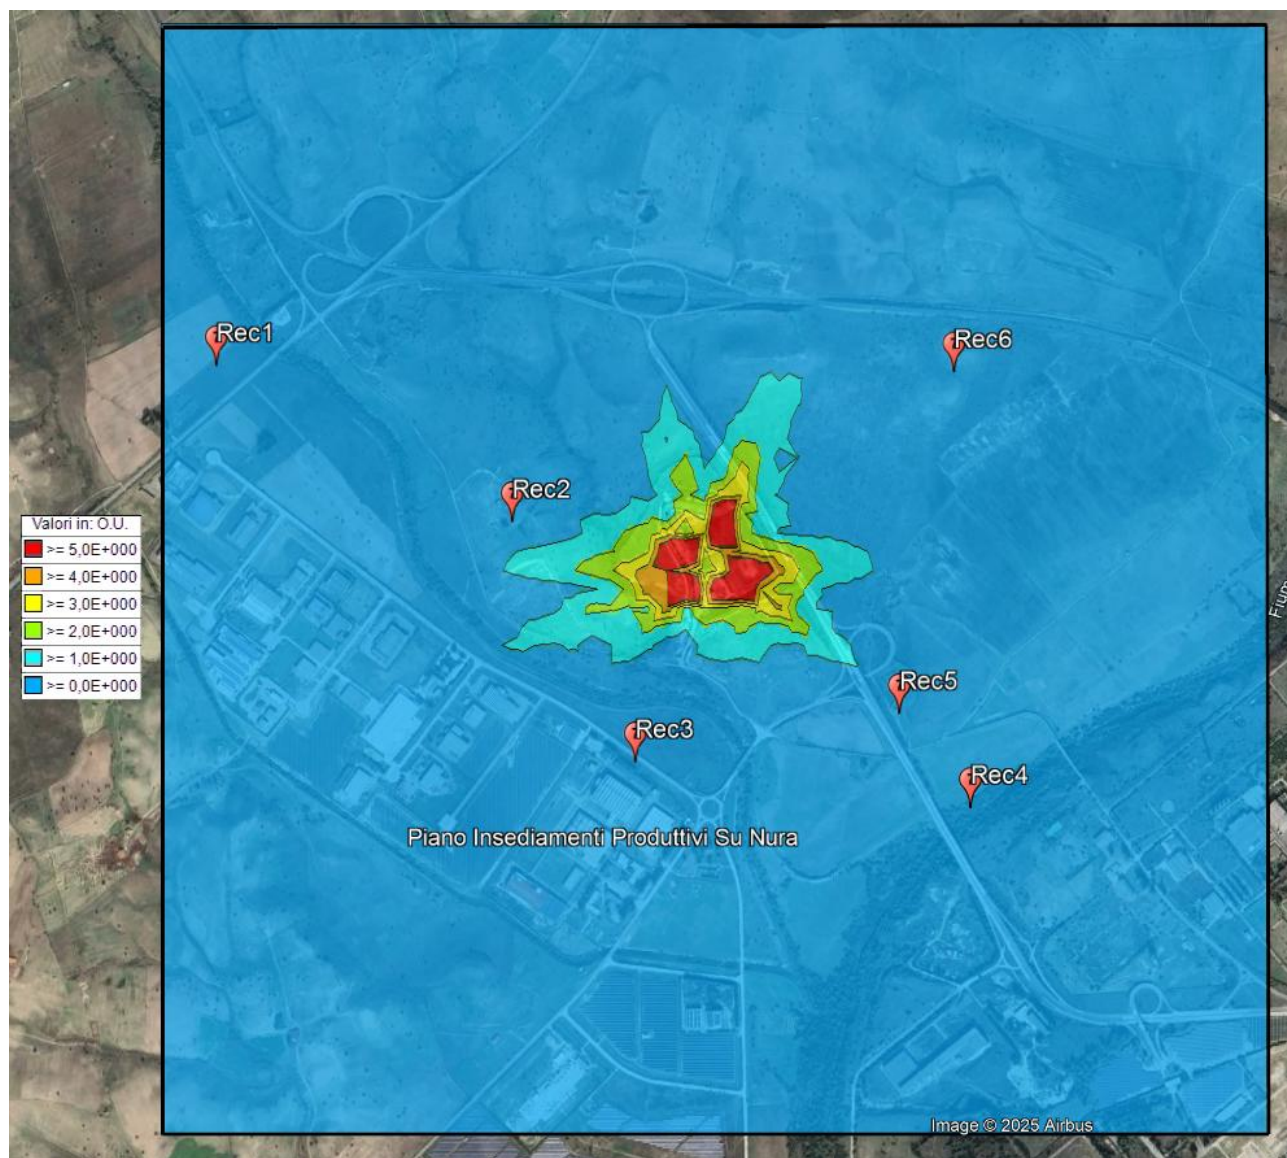 Rec1
Rec6
Rec2
Valori in: O.U.
>= 5,0E+000
>= 4,0E+000
>= 3,0E+000
>= 2,0E+000
>= 1,0E+000
>= 0,0E+000
Rec5
Rec3
Rec4
Piano Insediamenti Produttivi Su Nura
Image © 2025 Airbus